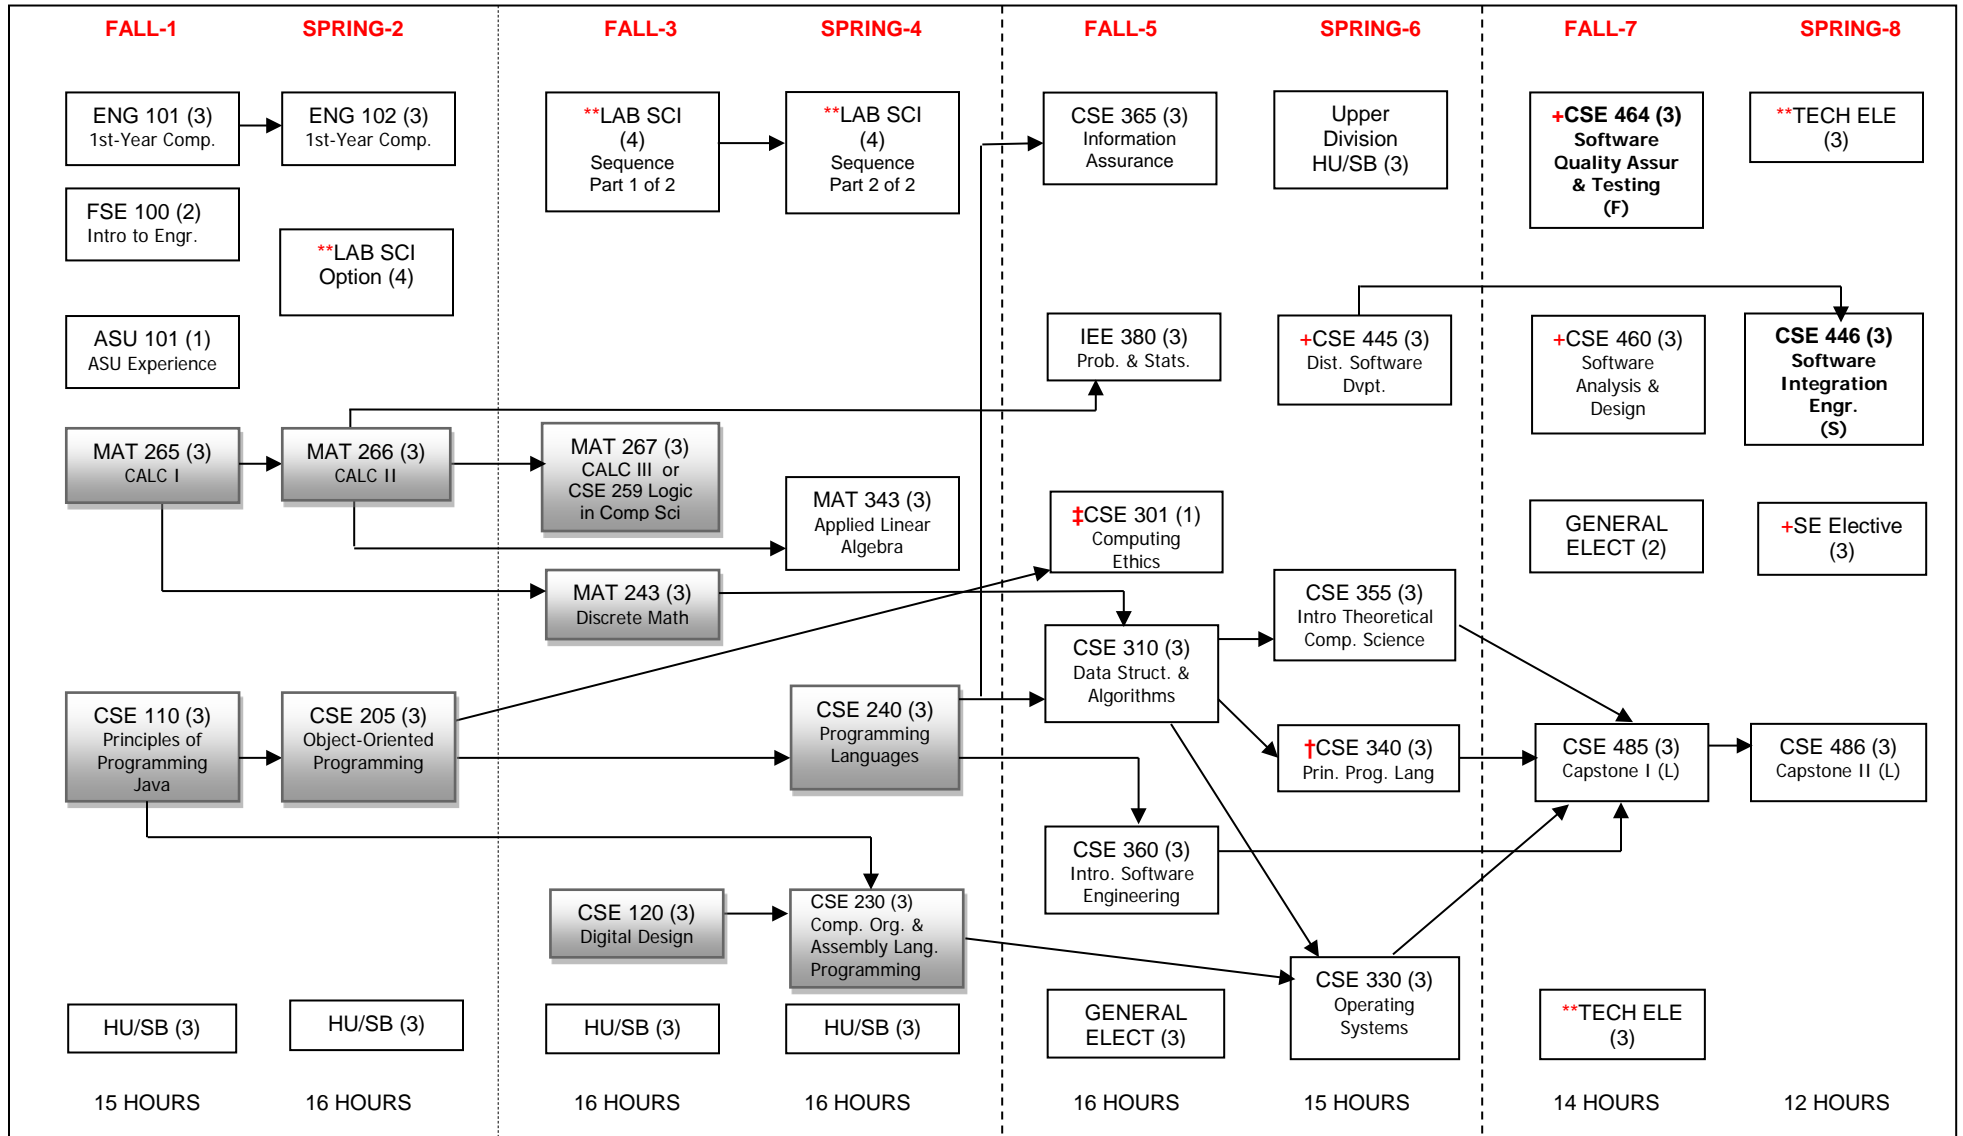 FALL-1
SPRING-2
FALL-3
SPRING-4
FALL-5
SPRING-6
FALL-7
SPRING-8
ENG 101 (3)
1st-Year Comp.
ENG 102 (3)
1st-Year Comp.
**LAB SCI
(4)
Sequence
Part 1 of 2
**LAB SCI
(4)
Sequence
Part 2 of 2
CSE 365 (3)
Information
Assurance
Upper
Division
HU/SB (3)
+CSE 464 (3)
Software
Quality Assur
& Testing
(F)
**TECH ELE
(3)
FSE 100 (2)
Intro to Engr.
**LAB SCI
Option (4)
ASU 101 (1)
ASU Experience
IEE 380 (3)
Prob. & Stats.
+CSE 445 (3)
Dist. Software
Dvpt.
+CSE 460 (3)
Software
Analysis &
Design
CSE 446 (3)
Software
Integration
Engr.
(S)
MAT 265 (3)
CALC I
MAT 266 (3)
CALC II
MAT 267 (3)
CALC III or
CSE 259 Logic
in Comp Sci
MAT 343 (3)
Applied Linear
Algebra
‡CSE 301 (1)
Computing
Ethics
GENERAL
ELECT (2)
+SE Elective
(3)
MAT 243 (3)
Discrete Math
CSE 310 (3)
Data Struct. &
Algorithms
CSE 355 (3)
Intro Theoretical
Comp. Science
CSE 110 (3)
Principles of
Programming
Java
CSE 205 (3)
Object-Oriented
Programming
CSE 240 (3)
Programming
Languages
†CSE 340 (3)
Prin. Prog. Lang
CSE 485 (3)
Capstone I (L)
CSE 486 (3)
Capstone II (L)
CSE 360 (3)
Intro. Software
Engineering
CSE 120 (3)
Digital Design
CSE 230 (3)
Comp. Org. &
Assembly Lang.
Programming
CSE 330 (3)
Operating
Systems
HU/SB (3)
HU/SB (3)
HU/SB (3)
HU/SB (3)
GENERAL
ELECT (3)
**TECH ELE
(3)
15 HOURS
16 HOURS
16 HOURS
16 HOURS
16 HOURS
15 HOURS
14 HOURS
12 HOURS